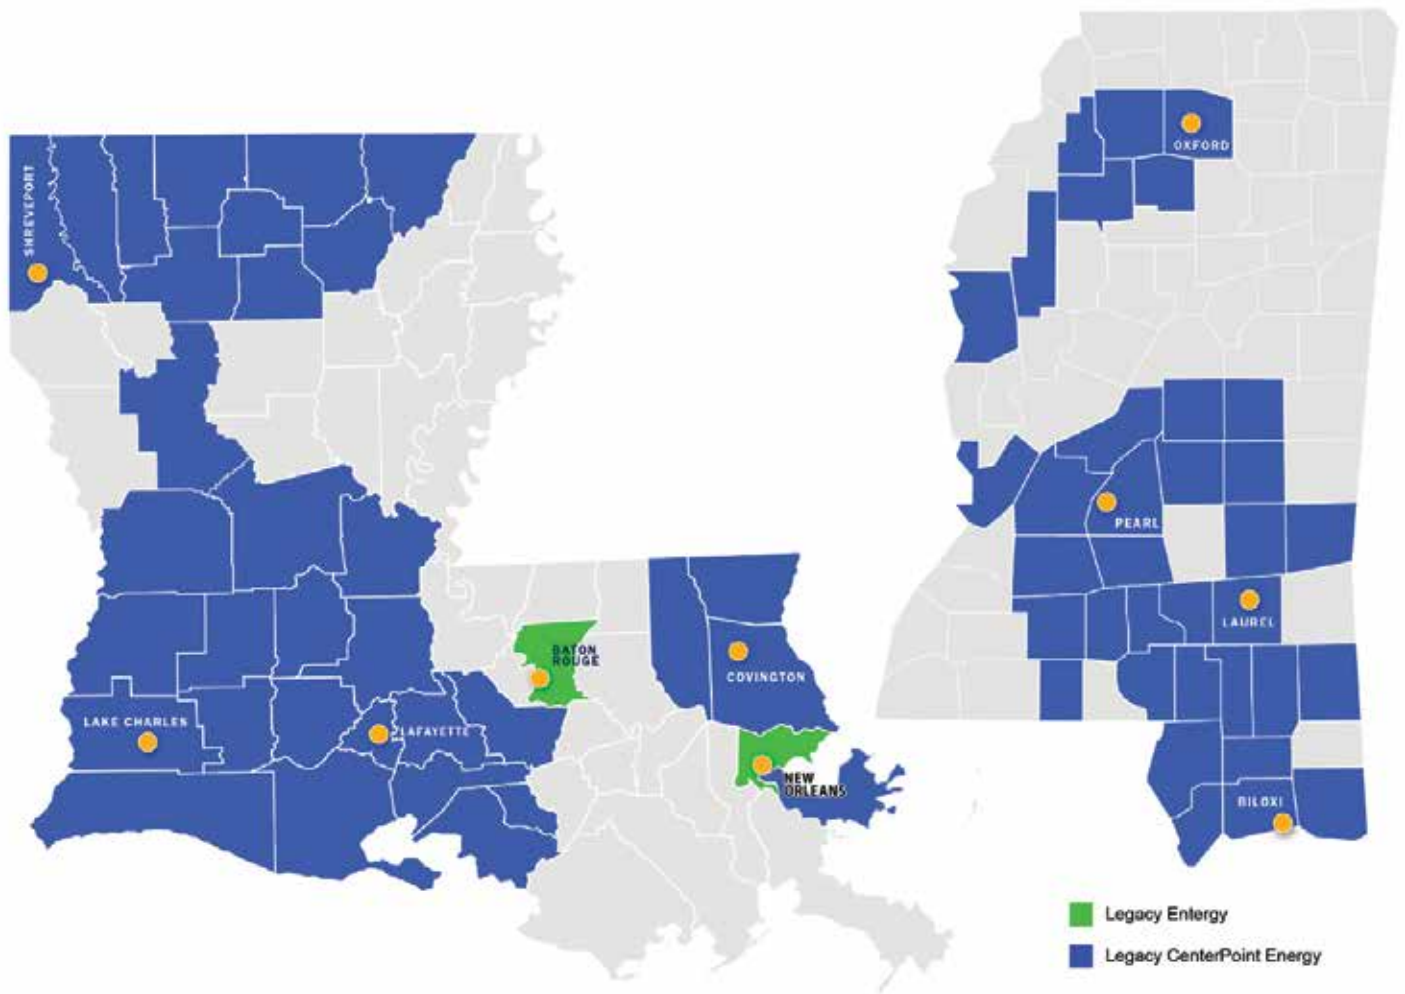 SHREVEPORT
OXFORD
PEARL
LAUREL
BATON
ROUGE
COVINGTON
LAKE CHARLES
LAFAYETTE
NEW
ORLEANS
BILOXI
Legacy Entergy
Legacy CenterPoint Energy